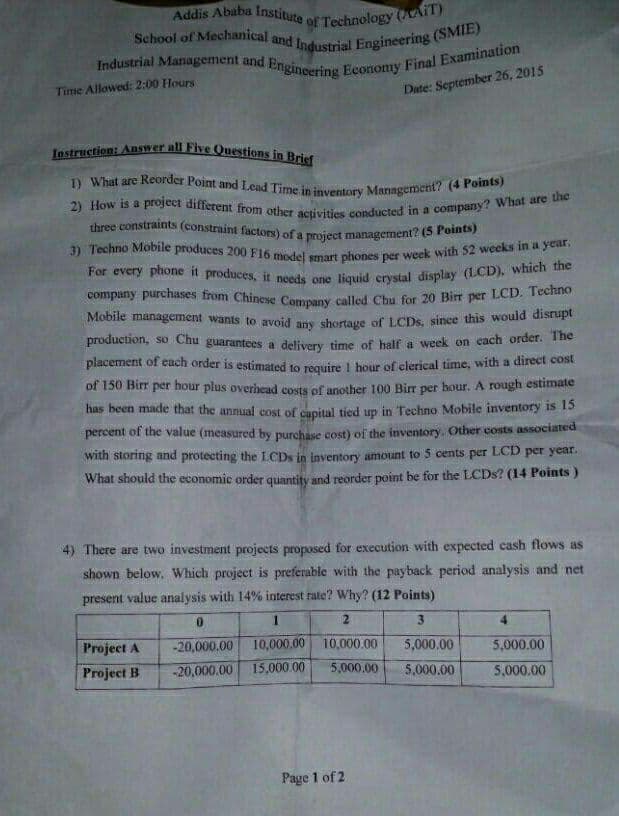 Addis Ababa Institute of Technology (AAiT)
School of Mechanical and Industrial Engineering (SMIE)
Industrial Management and Engineering Economy Final Examination
Time Allowed: 2:00 Hours
Date: September 26, 2015
Instruction: Answer all Five Questions in Brief
1) What are Reorder Point and Lead Time in inventory Management? (4 Points)
2) How is a project different from other activities conducted in a company? What are the
three constraints (constraint factors) of a project management? (5 Points)
3) Techno Mobile produces 200 F16 model smart phones per week with 52 weeks in a year.
For every phone it produces, it needs one liquid crystal display (LCD), which the
company purchases from Chinese Company called Chu for 20 Birr per LCD. Techno
Mobile management wants to avoid any shortage of LCDs, since this would disrupt
production, so Chu guarantees a delivery time of half a week on each order. The
placement of each order is estimated to require 1 hour of clerical time, with a direct cost
of 150 Birr per hour plus overhead costs of another 100 Birr per hour. A rough estimate
has been made that the annual cost of capital tied up in Techno Mobile inventory is 15
percent of the value (measured by purchase cost) of the inventory. Other costs associated
with storing and protecting the LCDs in inventory amount to 5 cents per LCD per year.
What should the economic order quantity and reorder point be for the LCDs? (14 Points )
4) There are two investment projects proposed for execution with expected cash flows as
shown below. Which project is preferable with the payback period analysis and net
present value analysis with 14% interest rate? Why? (12 Points)
0 1 2 3 4
Project A -20,000.00 10,000.00 10,000.00 5,000.00 5,000.00
Project B -20,000.00 15,000.00 5,000.00 5,000.00 5,000.00
Page 1 of 2